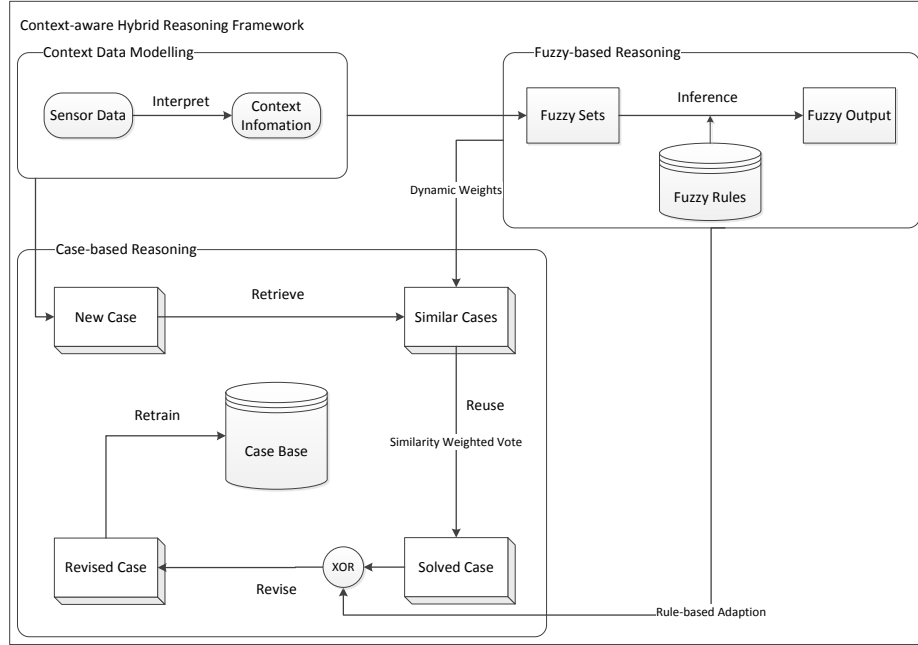 Context-aware Hybrid Reasoning Framework
Context Data Modelling
Fuzzy-based Reasoning
Sensor Data
Interpret
Context
Infomation
Fuzzy Sets
Inference
Fuzzy Output
Fuzzy Rules
Dynamic Weights
Case-based Reasoning
New Case
Retrieve
Similar Cases
Reuse
Similarity Weighted Vote
Retrain
Case Base
Revised Case
Revise
XOR
Solved Case
Rule-based Adaption